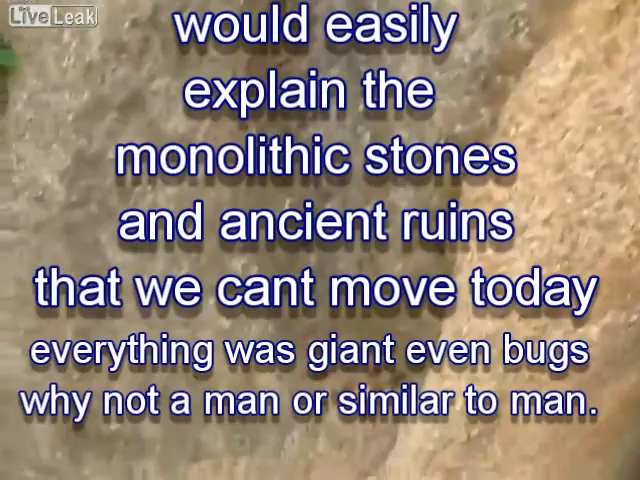 LiveLeak
would easily
explain the
monolithic stones
and ancient ruins
that we cant move today
everything was giant even bugs
why not a man or similar to man.